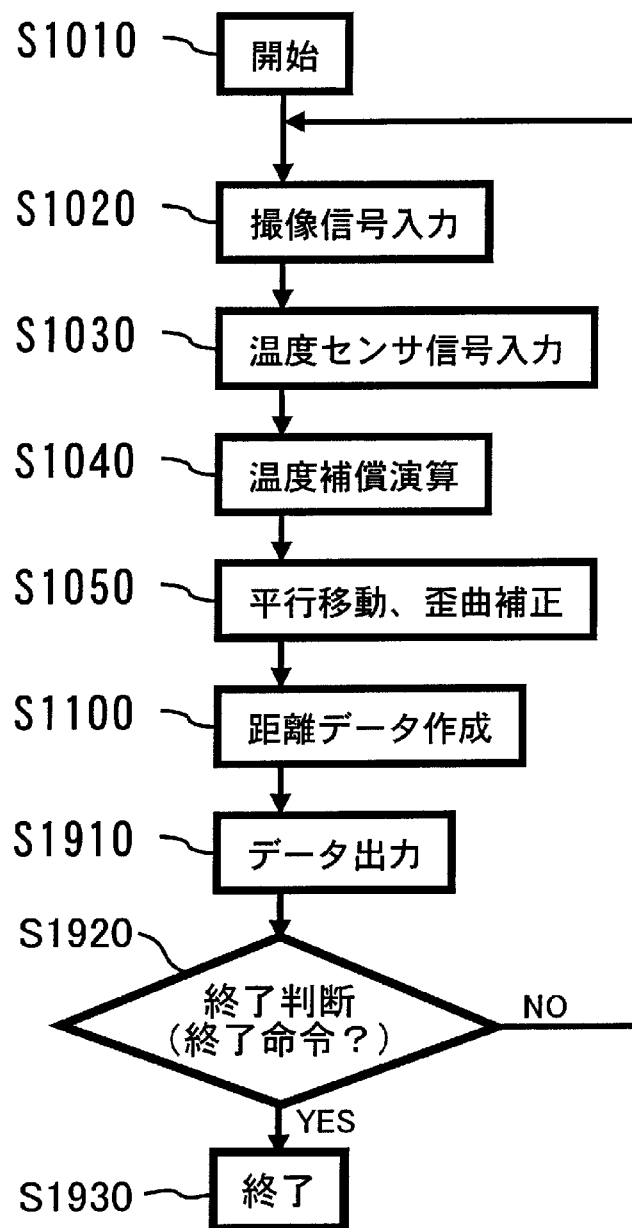 S1010
開始
S1020
撮像信号入力
S1030
温度センサ信号入力
S1040
温度補償演算
S1050
平行移動、歪曲補正
S1100
距離データ作成
S1910
データ出力
S1920
終了判断
(終了命令？)
NO
YES
S1930
終了